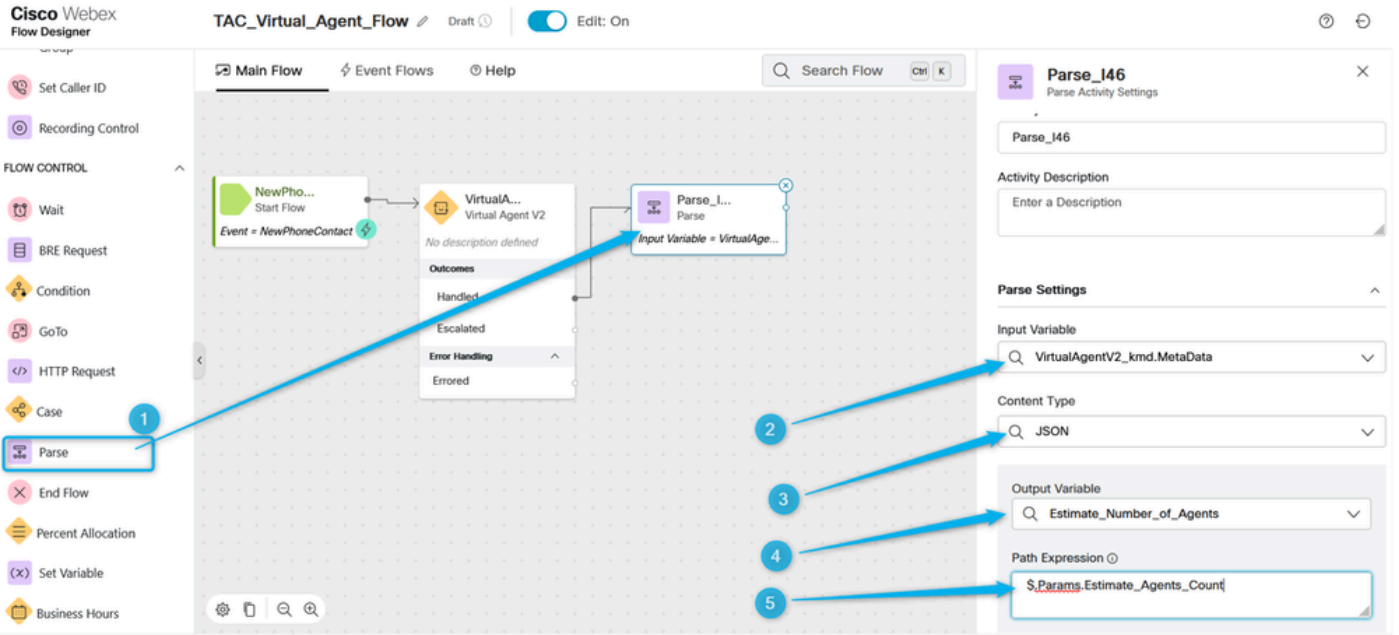 Cisco Webex
Flow Designer
TAC_Virtual_Agent_Flow
Draft
Edit: On
Group
Set Caller ID
Recording Control
FLOW CONTROL
Wait
BRE Request
Condition
GoTo
HTTP Request
Case
1
Parse
End Flow
Percent Allocation
(x) Set Variable
Business Hours
Main Flow
Event Flows
Help
Search Flow
Ctrl K
NewPho...
Start Flow
Event = NewPhoneContact
VirtualA...
Virtual Agent V2
No description defined
Outcomes
Handled
Escalated
Error Handling
Errored
Parse_I...
Parse
Input Variable = VirtualAge...
2
3
4
5
Parse_I46
Parse Activity Settings
Parse_I46
Activity Description
Enter a Description
Parse Settings
Input Variable
VirtualAgentV2_kmd.MetaData
Content Type
JSON
Output Variable
Estimate_Number_of_Agents
Path Expression
$.Params.Estimate_Agents_Count